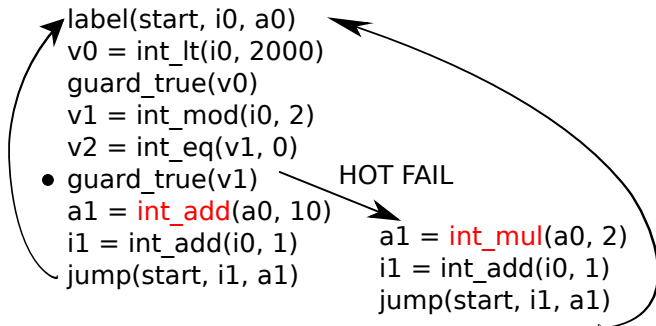 label(start, i0, a0)
v0 = int_lt(i0, 2000)
guard_true(v0)
v1 = int_mod(i0, 2)
v2 = int_eq(v1, 0)
guard_true(v1)
a1 = int_add(a0, 10)
i1 = int_add(i0, 1)
jump(start, i1, a1)
HOT FAIL
a1 = int_mul(a0, 2)
i1 = int_add(i0, 1)
jump(start, i1, a1)